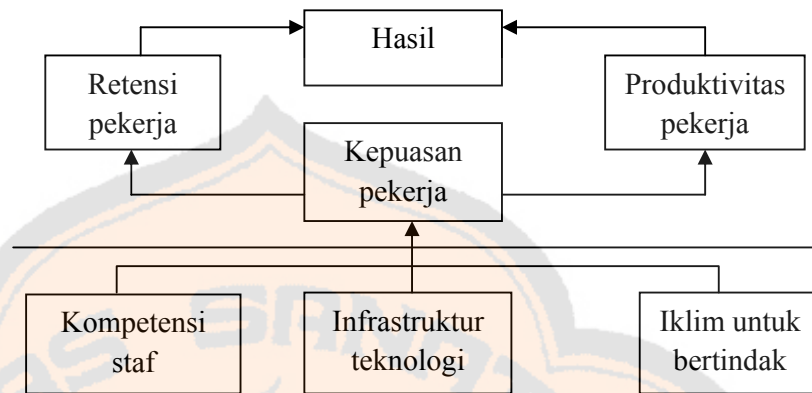 Hasil
Retensi
pekerja
Produktivitas
pekerja
Kepuasan
pekerja
Kompetensi
staf
Infrastruktur
teknologi
Iklim untuk
bertindak